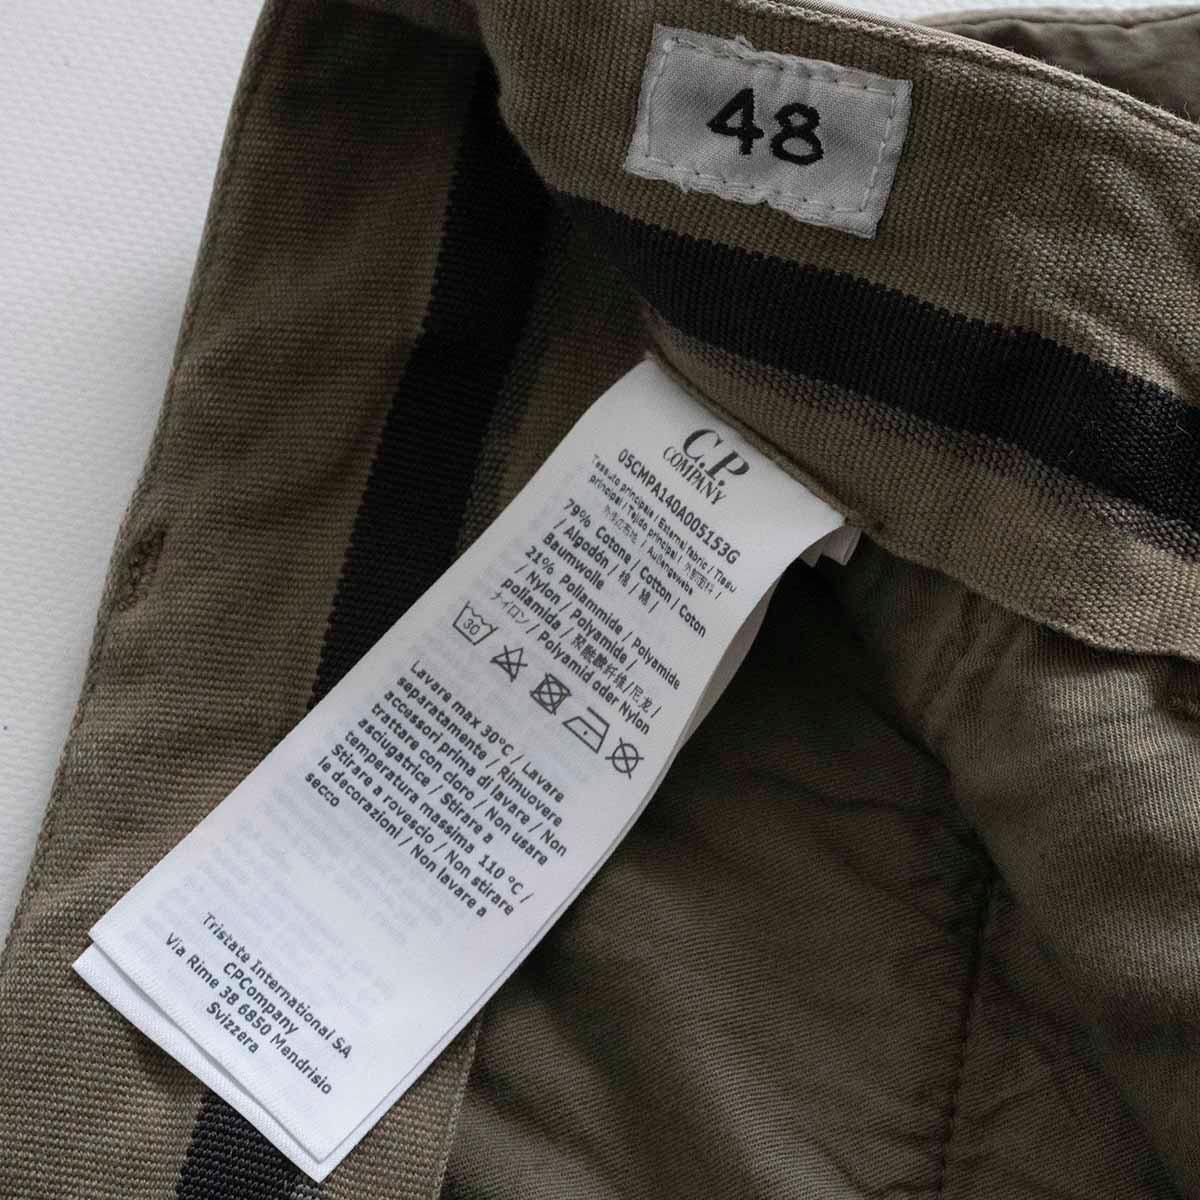 48
C.P.
COMPANY
05CMPA140A005153G
Tessuto principale / External fabric / Tissu
principal / Tejido principal / 外部面料 /
外側の布地 / Außengewebe
79% Cotone / Cotton / Coton
/ Algodón / 棉 / 綿 /
Baumwolle
21% Poliammide / Polyamide
/ Nylon / Polyamide /
poliamida / 聚酰胺纤维/尼龙 /
ナイロン / Polyamid oder Nylon
30
Lavare max 30°C / Lavare
separatamente / Rimuovere
accessori prima di lavare / Non
trattare con cloro / Non usare
asciugatrice / Stirare a
temperatura massima 110 °C /
Stirare a rovescio / Non stirare
le decorazioni / Non lavare a
secco
Tristate International SA
CPCompany
Via Rime 38 6850 Mendrisio
Svizzera